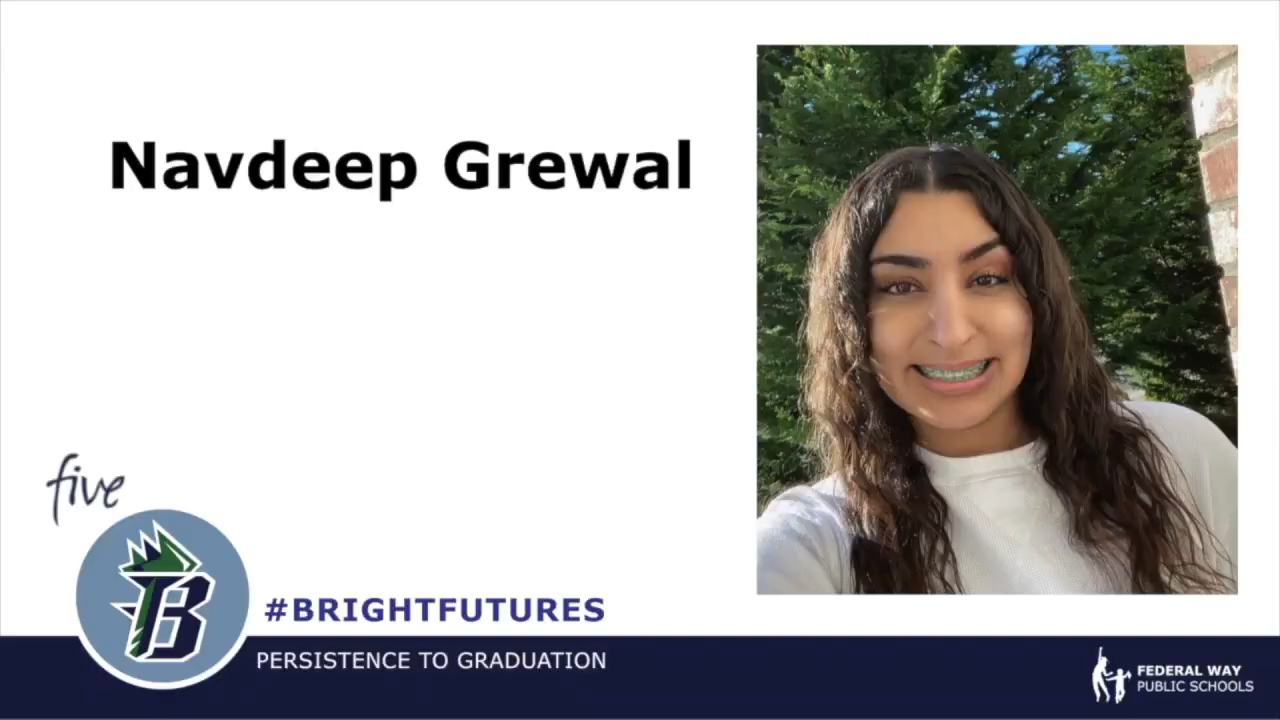 Navdeep Grewal
five
B
#BRIGHTFUTURES
PERSISTENCE TO GRADUATION
FEDERAL WAY
PUBLIC SCHOOLS